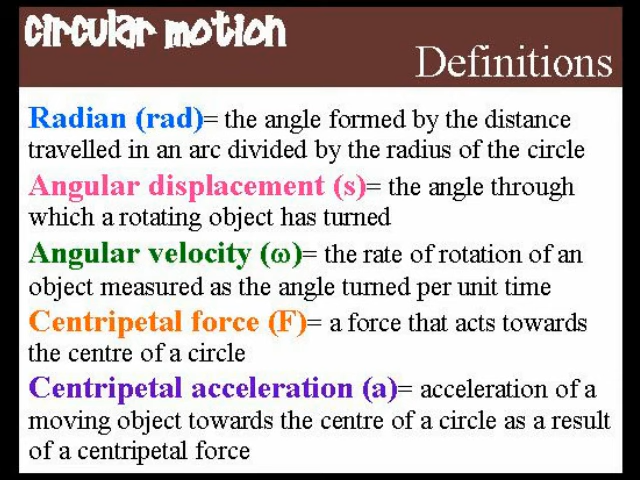 circular motion
Definitions
Radian (rad)= the angle formed by the distance
travelled in an arc divided by the radius of the circle
Angular displacement (s)= the angle through
which a rotating object has turned
Angular velocity (ω)= the rate of rotation of an
object measured as the angle turned per unit time
Centripetal force (F)= a force that acts towards
the centre of a circle
Centripetal acceleration (a)= acceleration of a
moving object towards the centre of a circle as a result
of a centripetal force